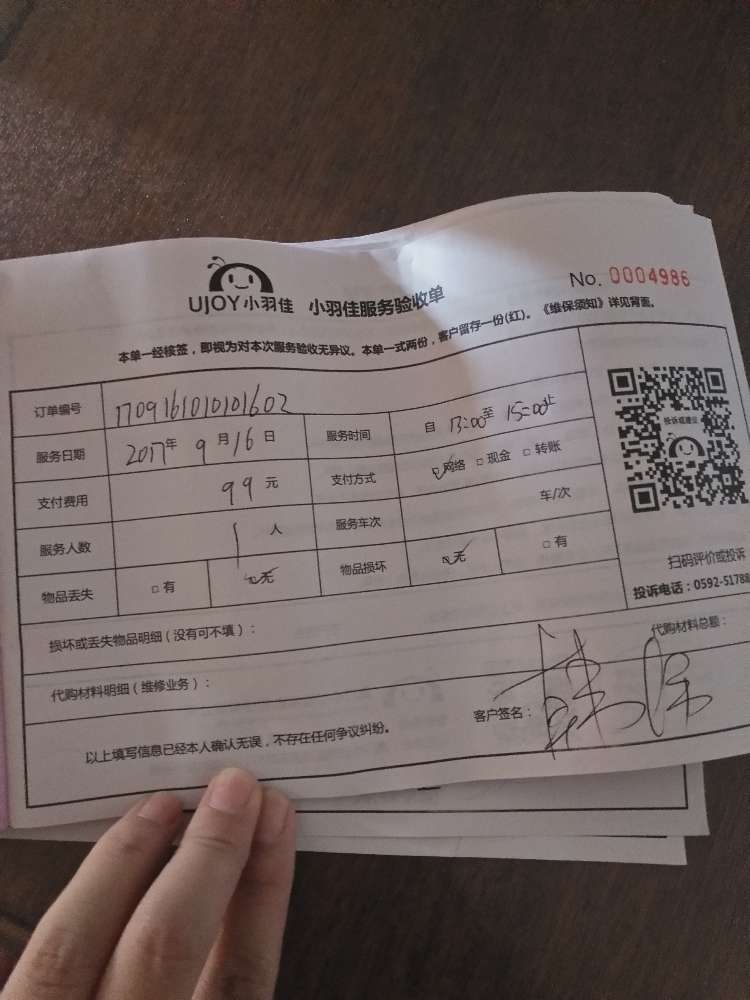 UJOY小羽佳 小羽佳服务验收单 No. 0004986
本单一经核签，即视为对本次服务验收无异议。本单一式两份，客户留存一份(红)。《维保须知》详见背面。
订单编号 170916101010101602
服务日期 2017年 9 月 16 日 服务时间 自 13:00至 15:00止
支付费用 99 元 支付方式 网络 □ 现金 □ 转账
服务人数 1 人 服务车次 车/次
物品丢失 □ 有 无 物品损坏 无 □ 有
投诉或建议
扫码评价或投诉
投诉电话：0592-51788
损坏或丢失物品明细（没有可不填）：
代购材料明细（维修业务）： 代购材料总额：
以上填写信息已经本人确认无误，不存在任何争议纠纷。 客户签名：